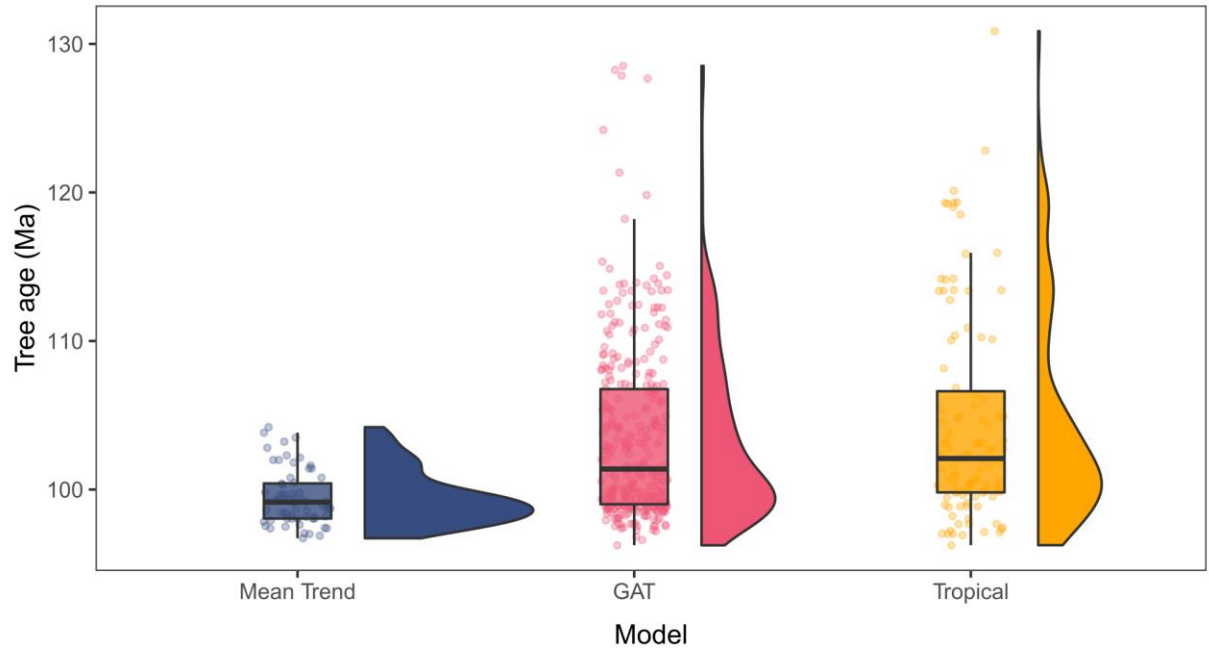 130
120
110
100
Tree age (Ma)
Mean Trend
GAT
Tropical
Model